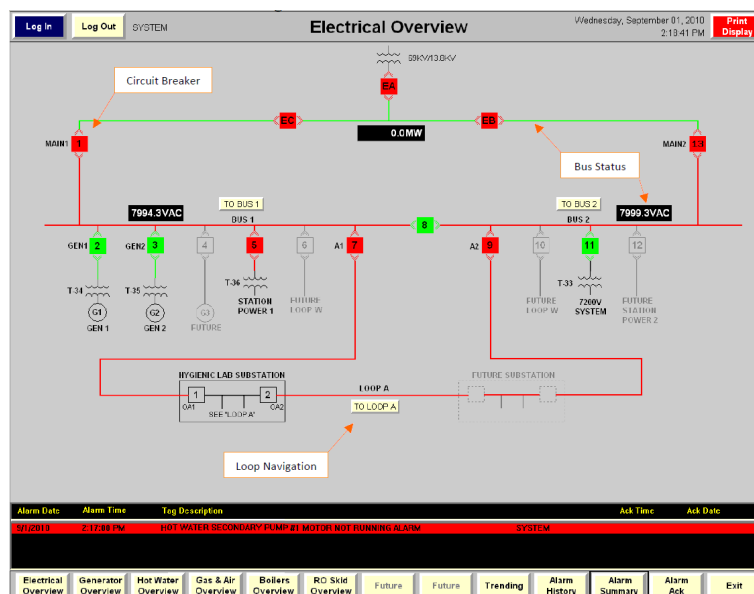 Log In
Log Out
SYSTEM
Electrical Overview
Wednesday, September 01, 2010
2:18:41 PM
Print
Display
69KV/13.8KV
Circuit Breaker
EA
EC
EB
0.0MW
MAIN1
1
MAIN2
13
Bus Status
7994.3VAC
TO BUS 1
BUS 1
8
TO BUS 2
BUS 2
7999.3VAC
GEN1
2
GEN2
3
4
5
6
A1
7
A2
9
10
11
12
T-34
T-35
T-36
T-33
G1
GEN 1
G2
GEN 2
G3
FUTURE
STATION
POWER 1
FUTURE
LOOP W
FUTURE
LOOP W
7200V
SYSTEM
FUTURE
STATION
POWER 2
HYGIENIC LAB SUBSTATION
1
2
OA1
SEE "LOOP A"
OA2
LOOP A
TO LOOP A
FUTURE SUBSTATION
Loop Navigation
Alarm Date Alarm Time Tag Description Ack Time Ack Date
9/1/2010 2:17:00 PM HOT WATER SECONDARY PUMP #1 MOTOR NOT RUNNING ALARM SYSTEM
Electrical
Overview
Generator
Overview
Hot Water
Overview
Gas & Air
Overview
Boilers
Overview
RO Skid
Overview
Future
Future
Trending
Alarm
History
Alarm
Summary
Alarm
Ack
Exit